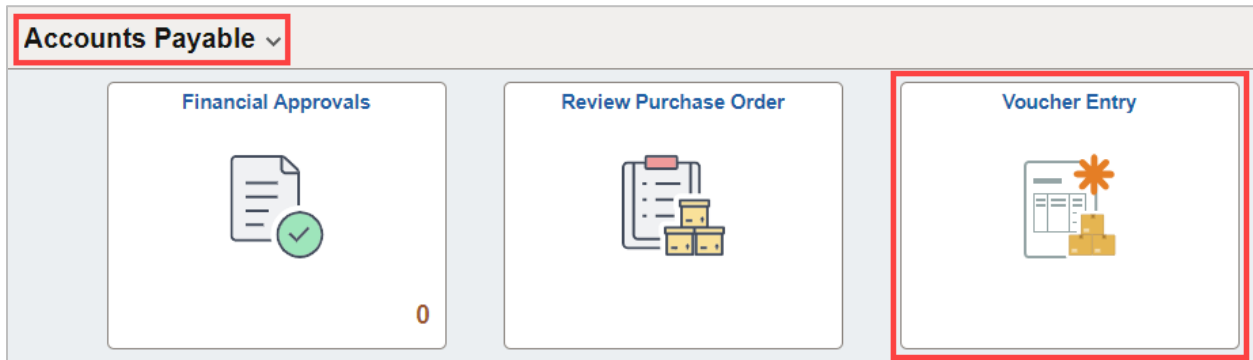 Accounts Payable
Financial Approvals
Review Purchase Order
Voucher Entry
0